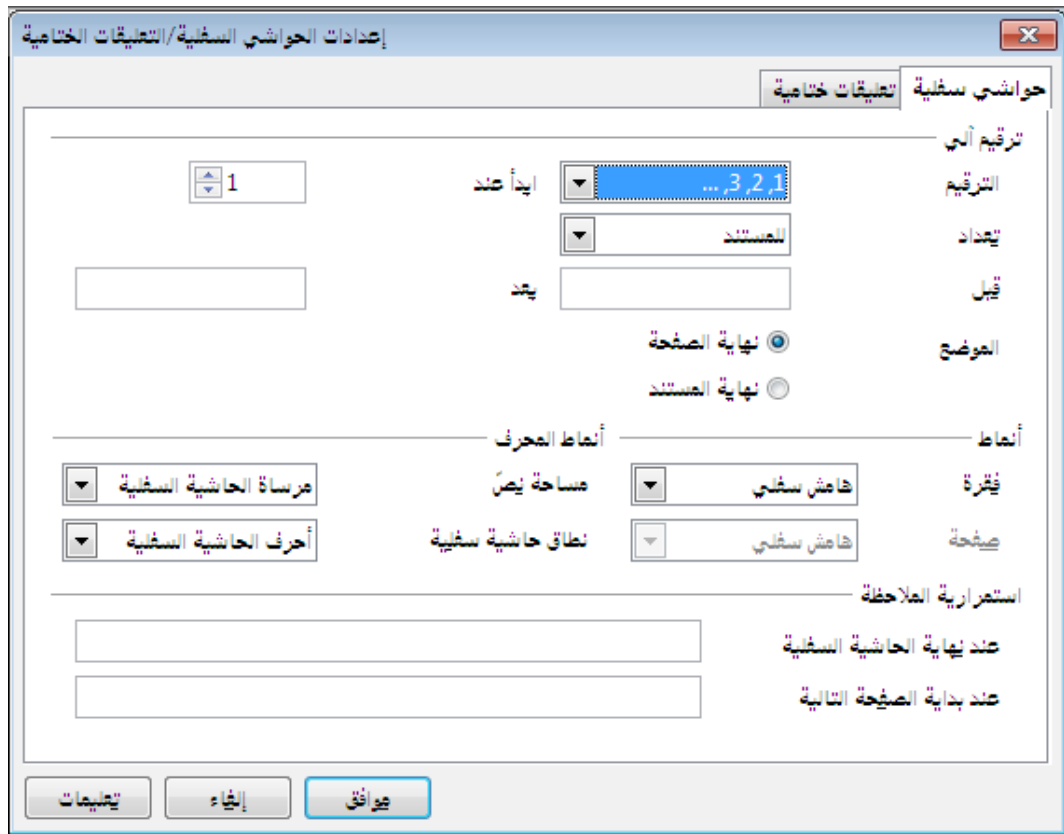 إعدادات الحواشي السفلية/التعليقات الختامية
حواشي سفلية تعليقات ختامية
ترقيم آلي
الترقيم 1, 2, 3, ... ابدأ عند 1
تعداد للمستند
قبل بعد
الموضع نهاية الصفحة
نهاية المستند
أنماط أنماط المحرف
فقرة هامش سفلي مساحة نصّ مرساة الحاشية السفلية
صفحة هامش سفلي نطاق حاشية سفلية أحرف الحاشية السفلية
استمرارية الملاحظة
عند نهاية الحاشية السفلية
عند بداية الصفحة التالية
موافق إلغاء تعليمات